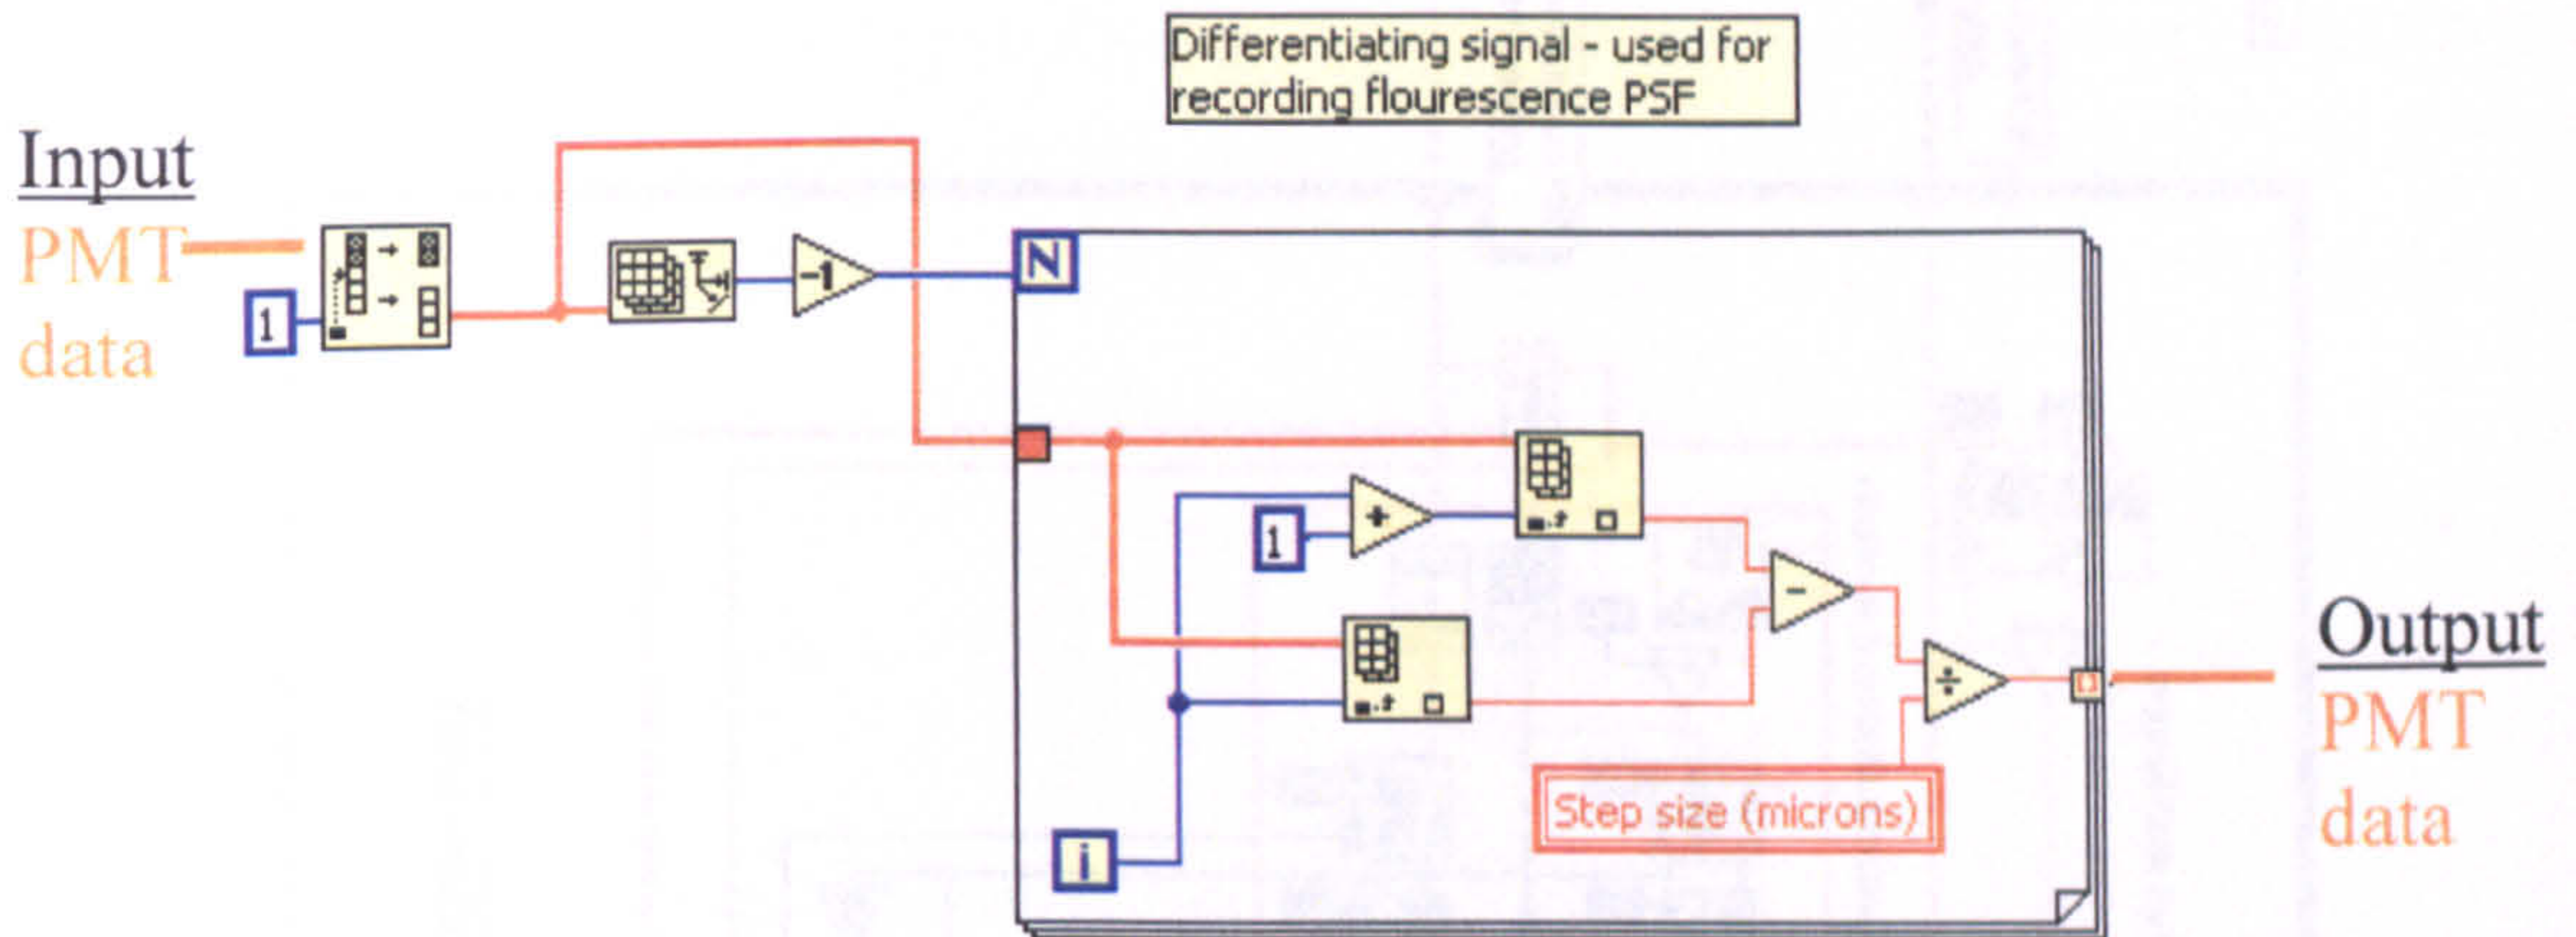 Differentiating signal - used for
recording flourescence PSF
Input
PMT
data
1
-1
N
+
1
-
÷
Step size (microns)
i
Output
PMT
data